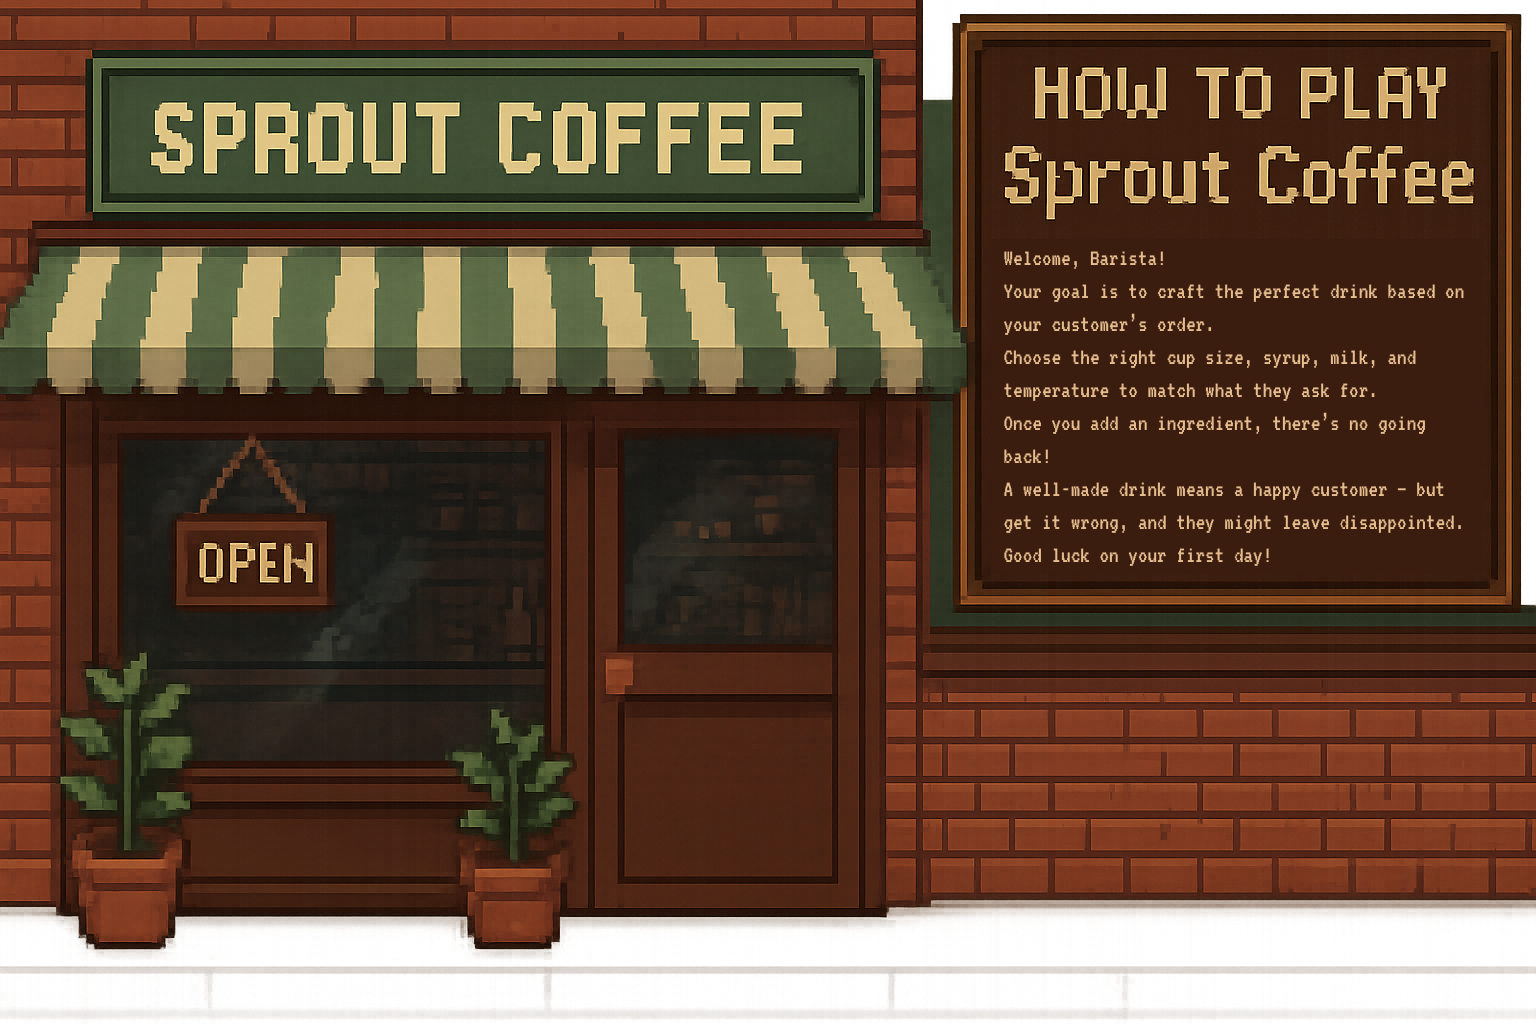 SPROUT COFFEE
OPEN
HOW TO PLAY
Sprout Coffee
Welcome, Barista!
Your goal is to craft the perfect drink based on
your customer's order.
Choose the right cup size, syrup, milk, and
temperature to match what they ask for.
Once you add an ingredient, there's no going
back!
A well-made drink means a happy customer – but
get it wrong, and they might leave disappointed.
Good luck on your first day!